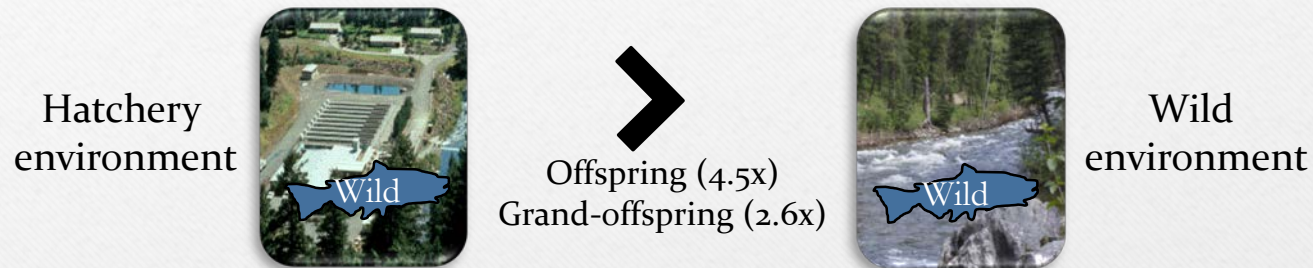 Hatchery
environment
Wild
Offspring (4.5x)
Grand-offspring (2.6x)
Wild
Wild
environment